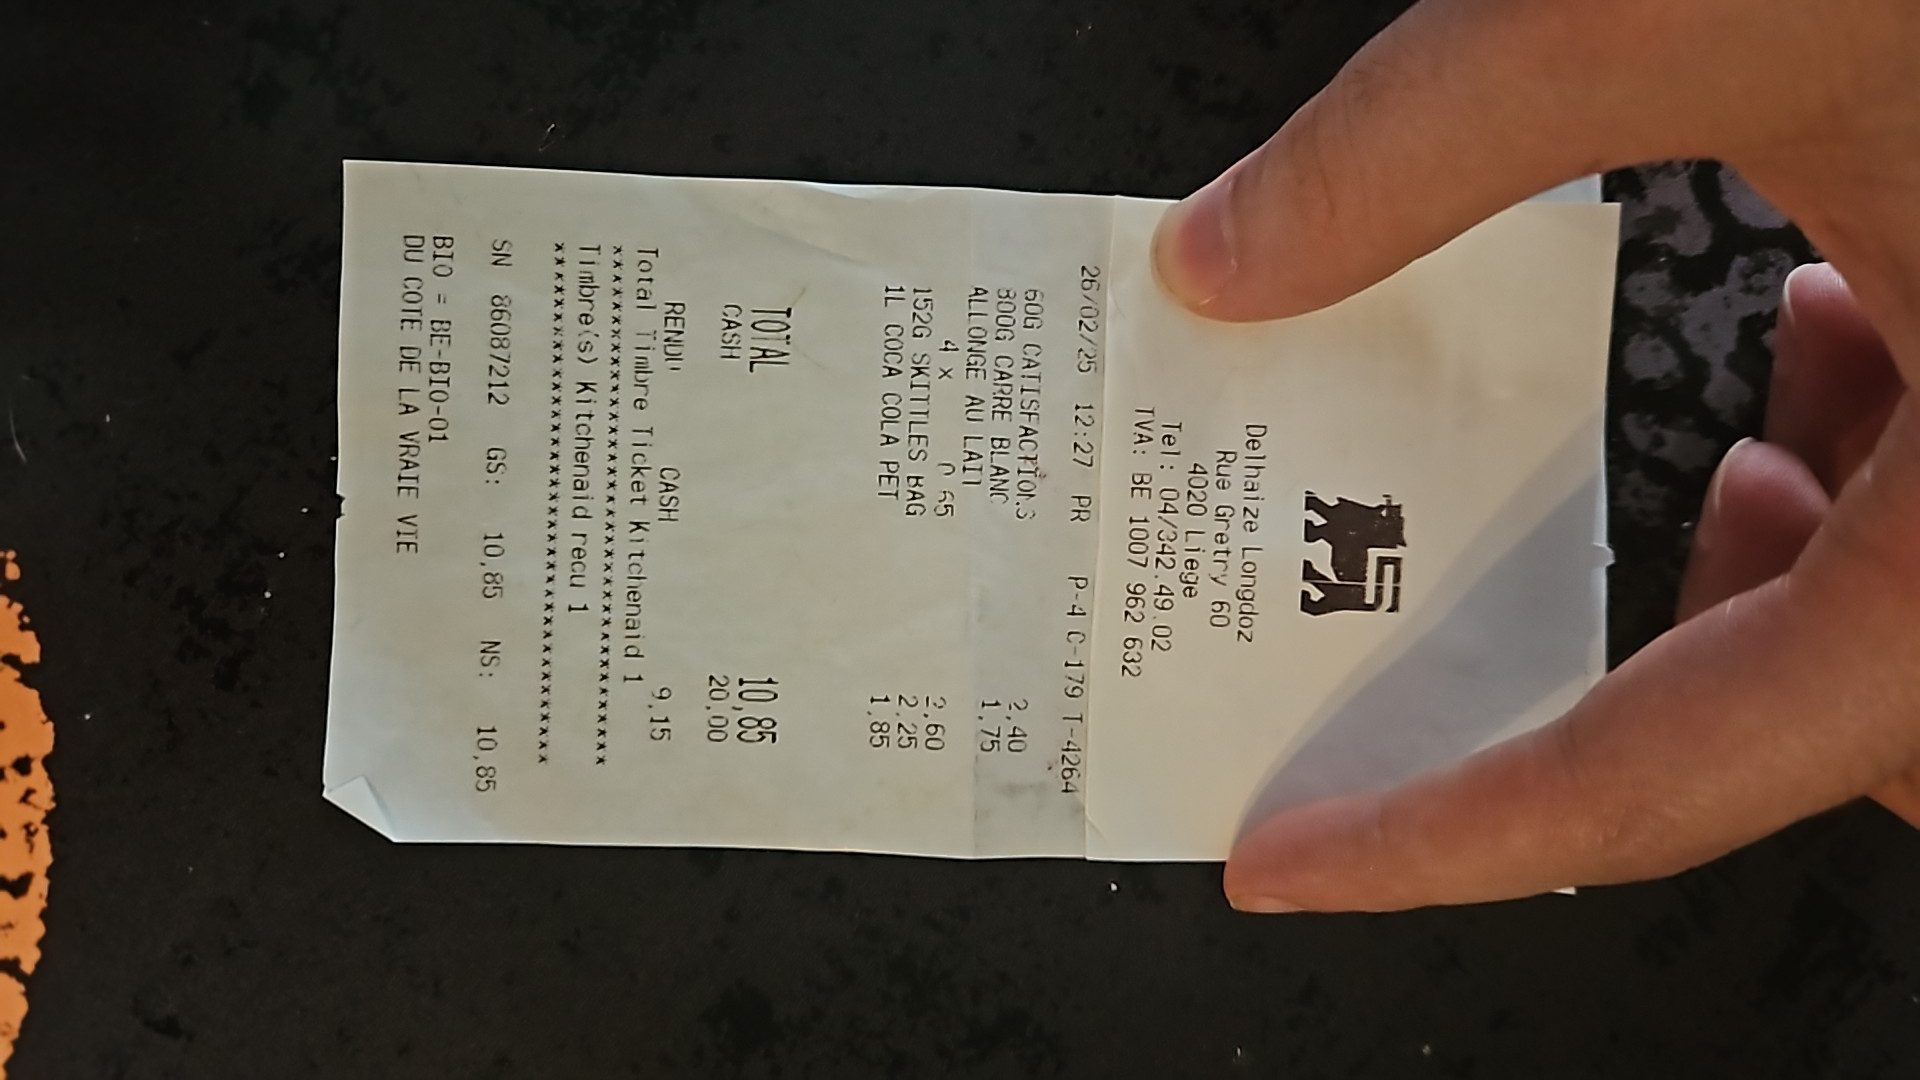 Delhaize Longdoz
Rue Gretry 60
4020 Liege
Tel: 04/342.49.02
TVA: BE 1007 962 632
26/02/25 12:27 PR P-4 C-179 T-4264
60G CATISFACTIONS 2,40
800G CARRE BLANC 1,75
ALLONGE AU LAIT
4 x 0,65 2,60
152G SKITTLES BAG 2,25
1L COCA COLA PET 1,85
TOTAL 10,85
CASH 20,00
RENDU CASH 9,15
Total Timbre Ticket Kitchenaid 1
********************************
Timbre(s) Kitchenaid recu 1
********************************
SN 86087212 GS: 10,85 NS: 10,85
BIO = BE-BIO-01
DU COTE DE LA VRAIE VIE